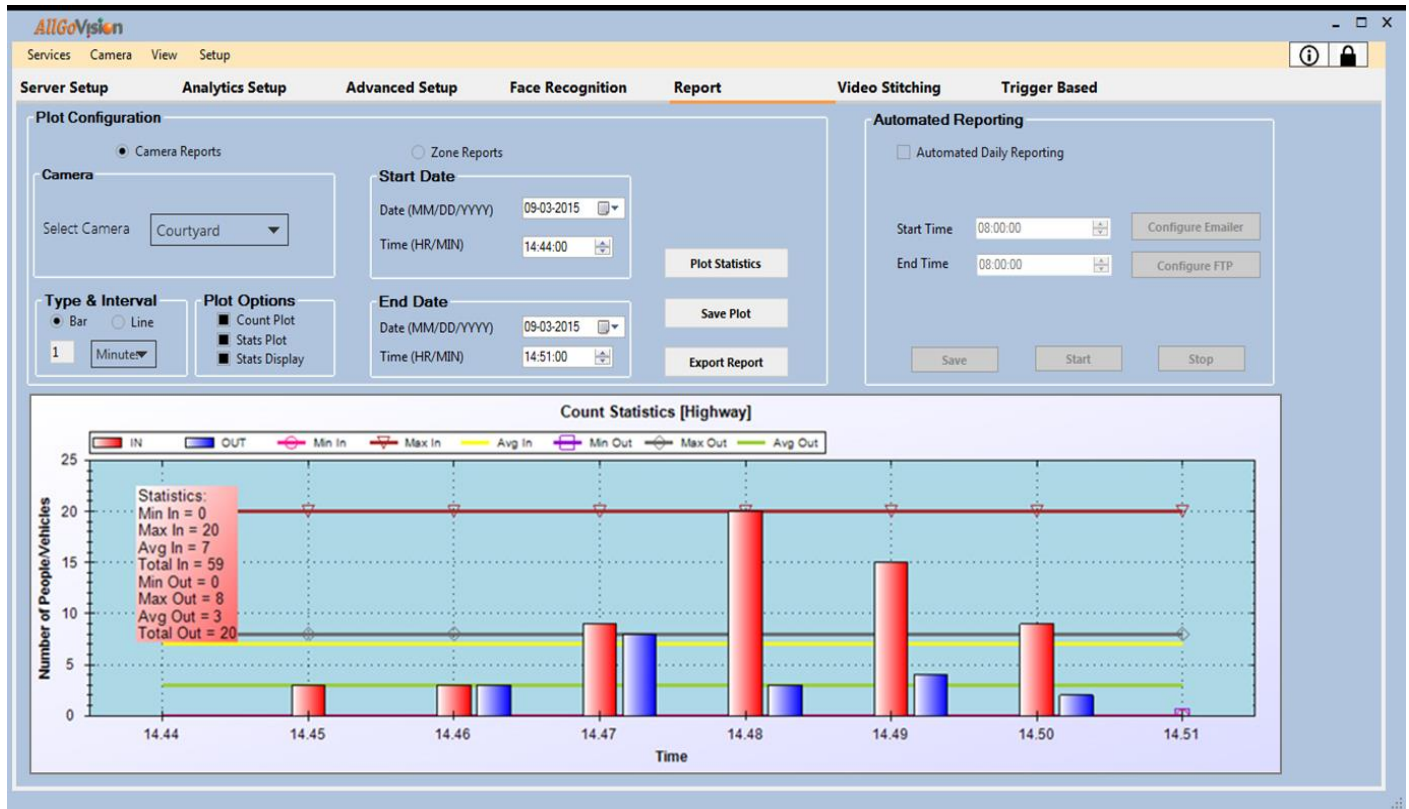 AllGoVision
Services Camera View Setup
Server Setup Analytics Setup Advanced Setup Face Recognition Report Video Stitching Trigger Based
Plot Configuration
Camera Reports Zone Reports
Camera
Select Camera Courtyard
Start Date
Date (MM/DD/YYYY) 09-03-2015
Time (HR/MIN) 14:44:00
Type & Interval
Bar Line
1 Minutes
Plot Options
Count Plot
Stats Plot
Stats Display
End Date
Date (MM/DD/YYYY) 09-03-2015
Time (HR/MIN) 14:51:00
Plot Statistics
Save Plot
Export Report
Automated Reporting
Automated Daily Reporting
Start Time 08:00:00 Configure Emailer
End Time 08:00:00 Configure FTP
Save Start Stop
Count Statistics [Highway]
IN OUT Min In Max In Avg In Min Out Max Out Avg Out
Number of People/Vehicles
25
20
15
10
5
0
Statistics:
Min In = 0
Max In = 20
Avg In = 7
Total In = 59
Min Out = 0
Max Out = 8
Avg Out = 3
Total Out = 20
14.44 14.45 14.46 14.47 14.48 14.49 14.50 14.51
Time